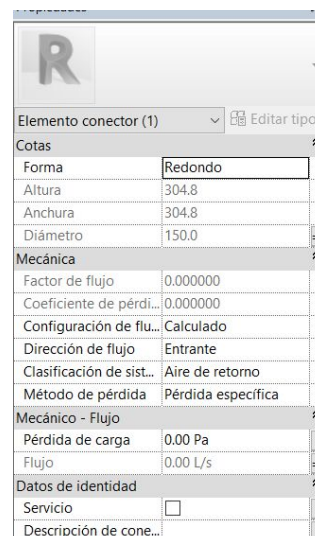 Propiedades
R
Elemento conector (1) Editar tipo
Cotas
Forma Redondo
Altura 304.8
Anchura 304.8
Diámetro 150.0
Mecánica
Factor de flujo 0.000000
Coeficiente de pérdi... 0.000000
Configuración de flu... Calculado
Dirección de flujo Entrante
Clasificación de sist... Aire de retorno
Método de pérdida Pérdida específica
Mecánico - Flujo
Pérdida de carga 0.00 Pa
Flujo 0.00 L/s
Datos de identidad
Servicio
Descripción de cone...